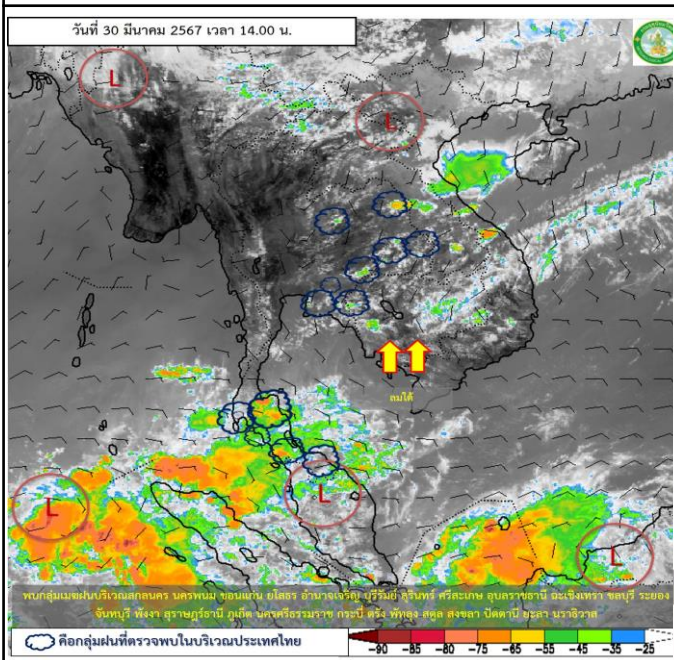 วันที่ 30 มีนาคม 2567 เวลา 14.00 น.
L
L
ลมใต้
L
L
L
พบกลุ่มเมฆฝนบริเวณสกลนคร นครพนม ขอนแก่น ยโสธร อำนาจเจริญ บุรีรัมย์ สุรินทร์ ศรีสะเกษ อุบลราชธานี ฉะเชิงเทรา ชลบุรี ระยอง
จันทบุรี พังงา สุราษฎร์ธานี ภูเก็ต นครศรีธรรมราช กระบี่ ตรัง พัทลุง สตูล สงขลา ปัตตานี ยะลา นราธิวาส
คือกลุ่มฝนที่ตรวจพบในบริเวณประเทศไทย
-90 -85 -80 -75 -65 -55 -45 -35 -25